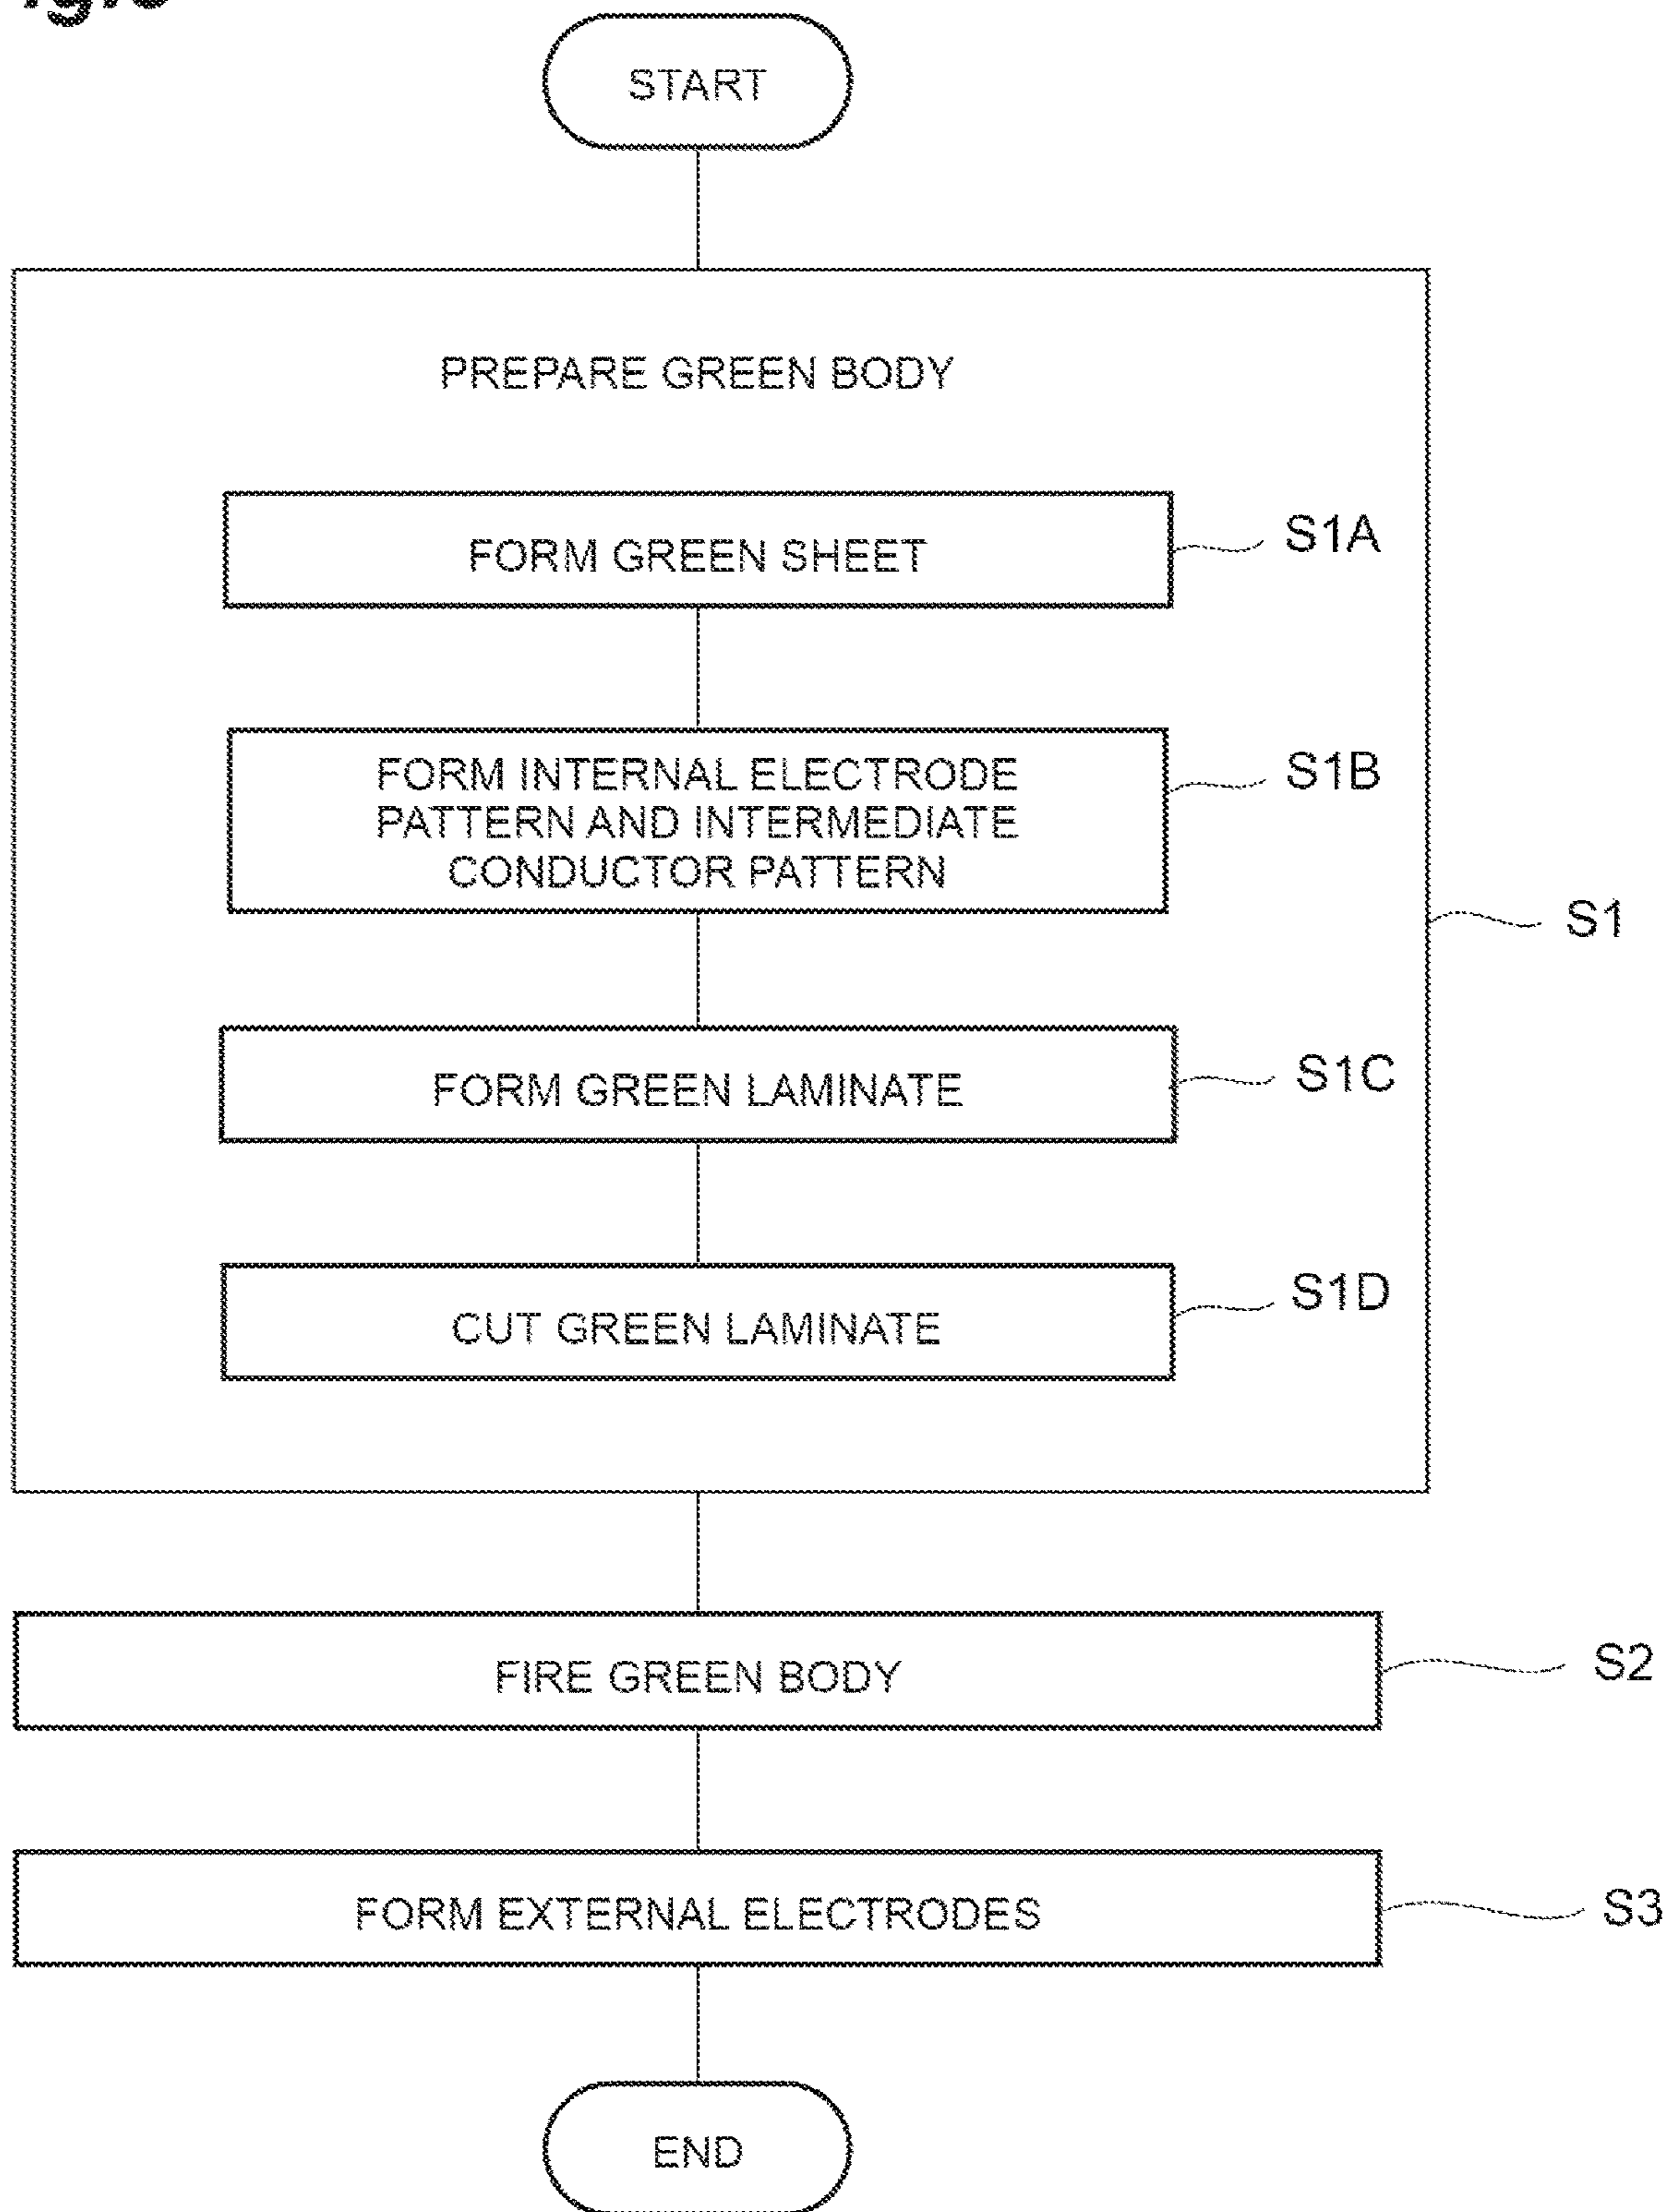 START
PREPARE GREEN BODY
FORM GREEN SHEET
S1A
FORM INTERNAL ELECTRODE
PATTERN AND INTERMEDIATE
CONDUCTOR PATTERN
S1B
S1
FORM GREEN LAMINATE
S1C
CUT GREEN LAMINATE
S1D
FIRE GREEN BODY
S2
FORM EXTERNAL ELECTRODES
S3
END